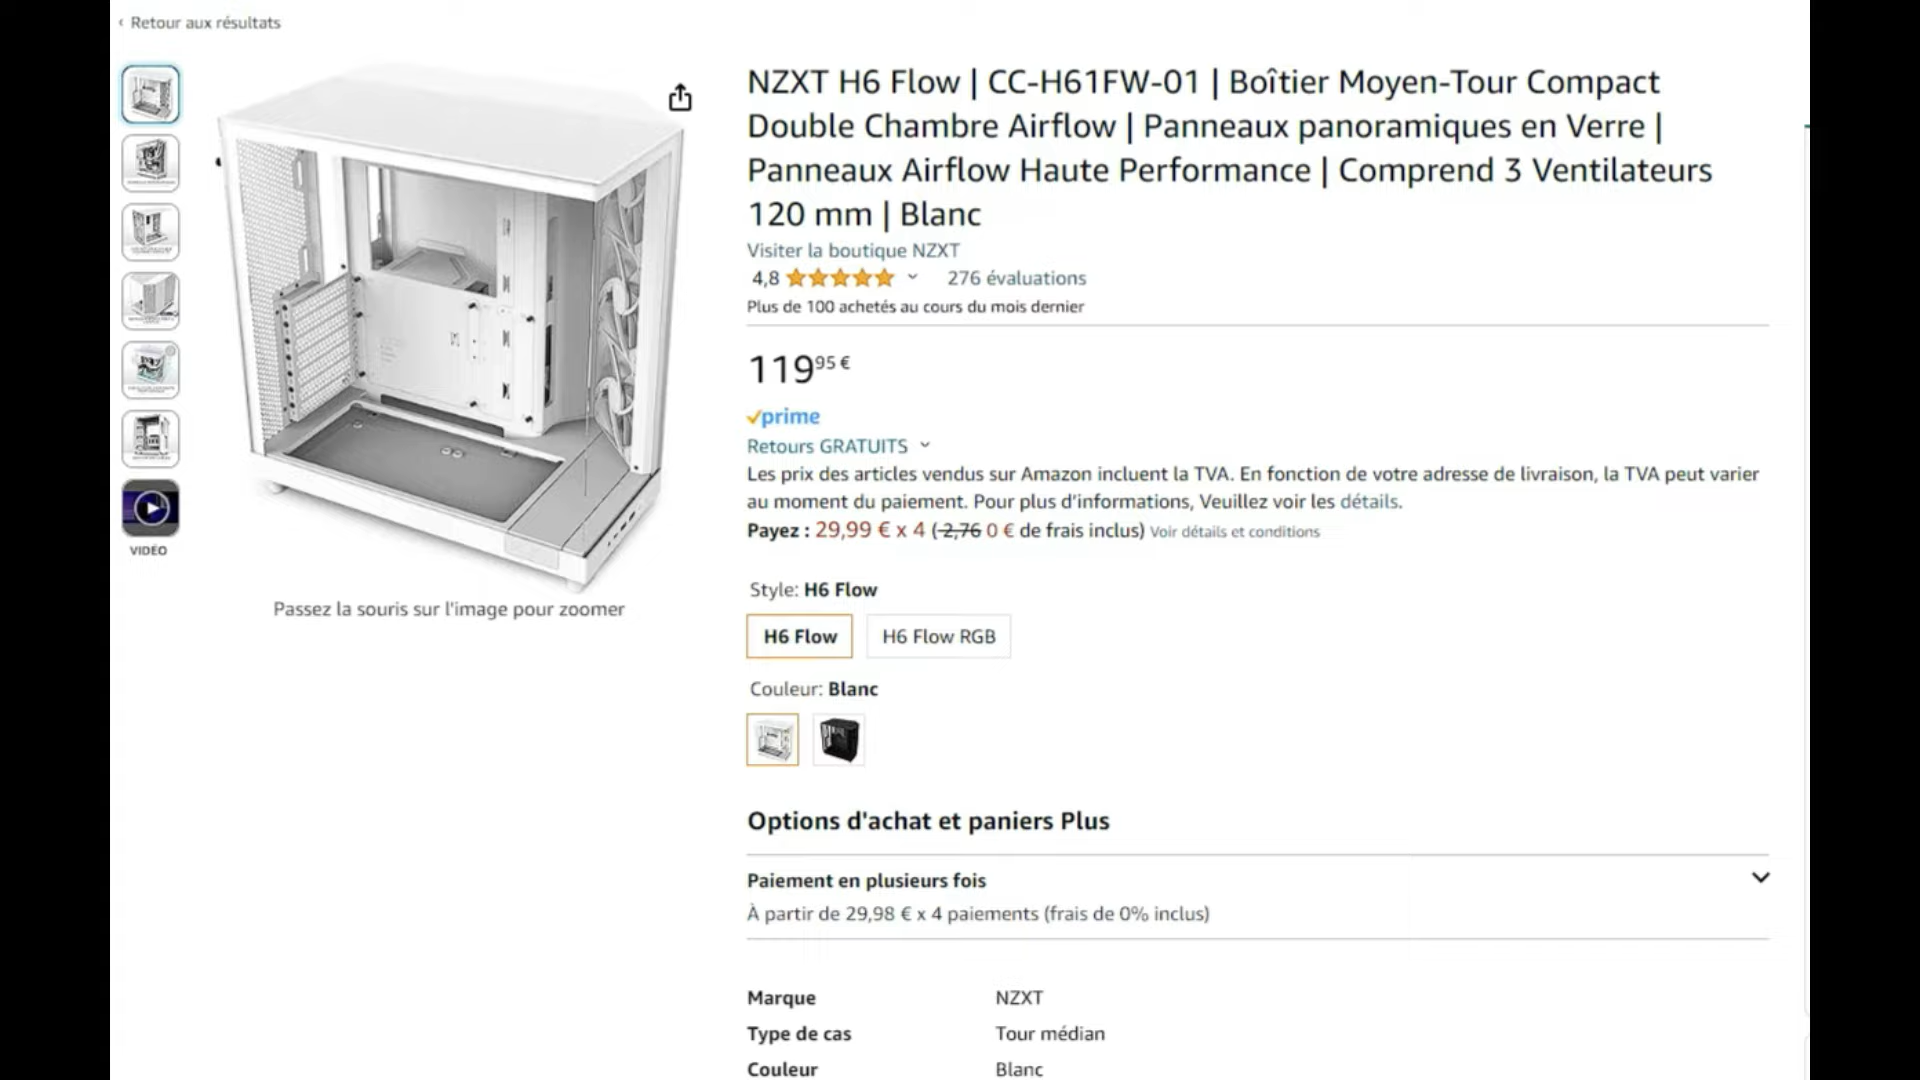 ‹ Retour aux résultats
NZXT H6 Flow | CC-H61FW-01 | Boîtier Moyen-Tour Compact
Double Chambre Airflow | Panneaux panoramiques en Verre |
Panneaux Airflow Haute Performance | Comprend 3 Ventilateurs
120 mm | Blanc
Visiter la boutique NZXT
4,8 276 évaluations
Plus de 100 achetés au cours du mois dernier
119,95 €
prime
Retours GRATUITS
Les prix des articles vendus sur Amazon incluent la TVA. En fonction de votre adresse de livraison, la TVA peut varier
au moment du paiement. Pour plus d'informations, Veuillez voir les détails.
Payez : 29,99 € x 4 (-2,76 0 € de frais inclus) Voir détails et conditions
VIDÉO
Passez la souris sur l'image pour zoomer
Style: H6 Flow
H6 Flow H6 Flow RGB
Couleur: Blanc
Options d'achat et paniers Plus
Paiement en plusieurs fois
À partir de 29,98 € x 4 paiements (frais de 0% inclus)
Marque NZXT
Type de cas Tour médian
Couleur Blanc